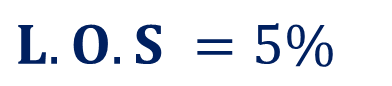 L. O. S = 5%